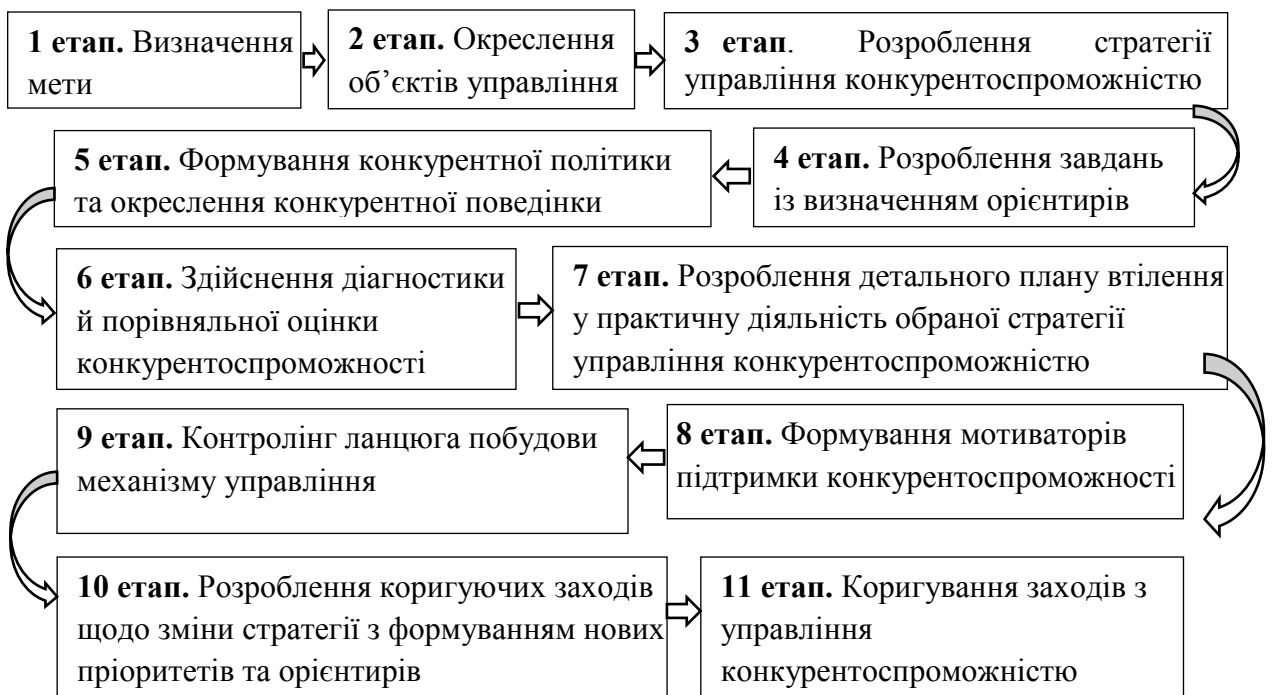 1 етап. Визначення
мети
2 етап. Окреслення
об’єктів управління
3 етап. Розроблення стратегії
управління конкурентоспроможністю
4 етап. Розроблення завдань
із визначенням орієнтирів
5 етап. Формування конкурентної політики
та окреслення конкурентної поведінки
6 етап. Здійснення діагностики
й порівняльної оцінки
конкурентоспроможності
7 етап. Розроблення детального плану втілення
у практичну діяльність обраної стратегії
управління конкурентоспроможністю
8 етап. Формування мотиваторів
підтримки конкурентоспроможності
9 етап. Контролінг ланцюга побудови
механізму управління
10 етап. Розроблення коригуючих заходів
щодо зміни стратегії з формуванням нових
пріоритетів та орієнтирів
11 етап. Коригування заходів з
управління
конкурентоспроможністю